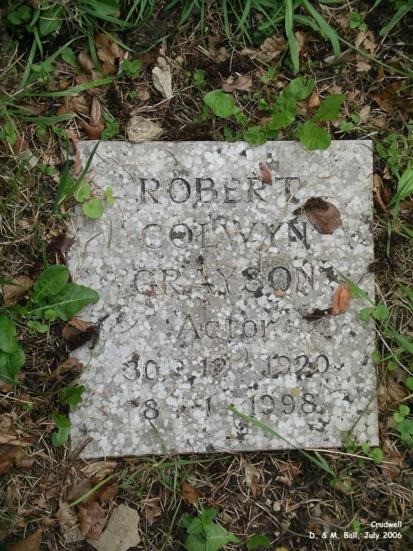 ROBERT
COLWYN
GRAYSON
Actor
30 · 12 · 1920
8 · 1 · 1998
Crudwell
D. & M. Ball, July 2006